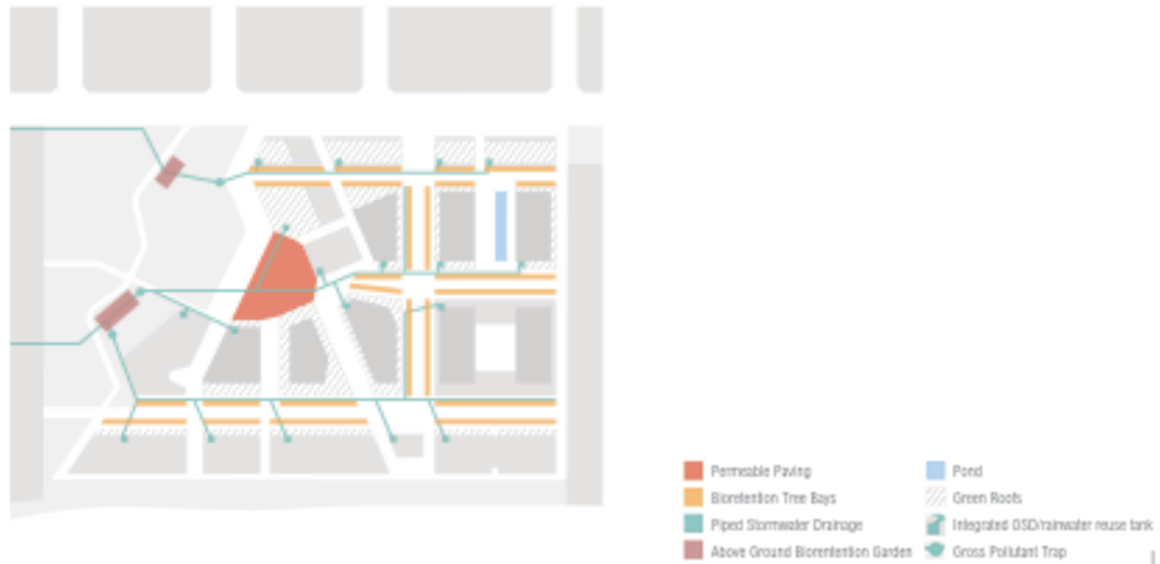 Permeable Paving
Bioretention Tree Bays
Piped Stormwater Drainage
Above Ground Biorentention Garden
Pond
Green Roofs
Integrated OSD/rainwater reuse tank
Gross Pollutant Trap